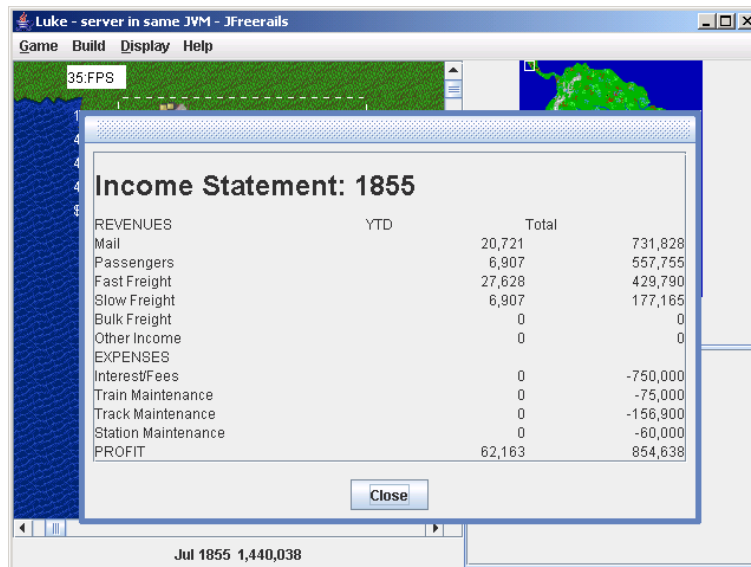 Luke - server in same JVM - JFreerails
Game Build Display Help
35:FPS
1
4
4
4
$
Income Statement: 1855
REVENUES YTD Total
Mail 20,721 731,828
Passengers 6,907 557,755
Fast Freight 27,628 429,790
Slow Freight 6,907 177,165
Bulk Freight 0 0
Other Income 0 0
EXPENSES
Interest/Fees 0 -750,000
Train Maintenance 0 -75,000
Track Maintenance 0 -156,900
Station Maintenance 0 -60,000
PROFIT 62,163 854,638
Close
Jul 1855 1,440,038